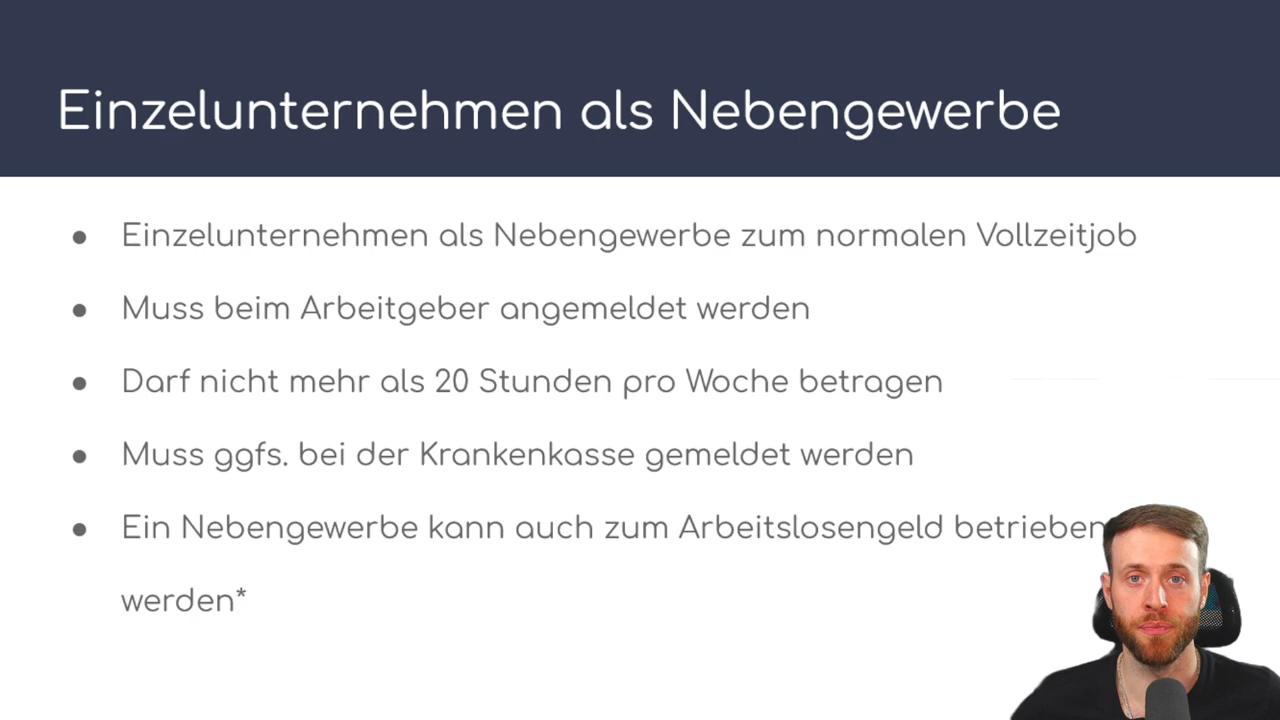 Einzelunternehmen als Nebengewerbe
● Einzelunternehmen als Nebengewerbe zum normalen Vollzeitjob
● Muss beim Arbeitgeber angemeldet werden
● Darf nicht mehr als 20 Stunden pro Woche betragen
● Muss ggfs. bei der Krankenkasse gemeldet werden
● Ein Nebengewerbe kann auch zum Arbeitslosengeld betrieben
werden*